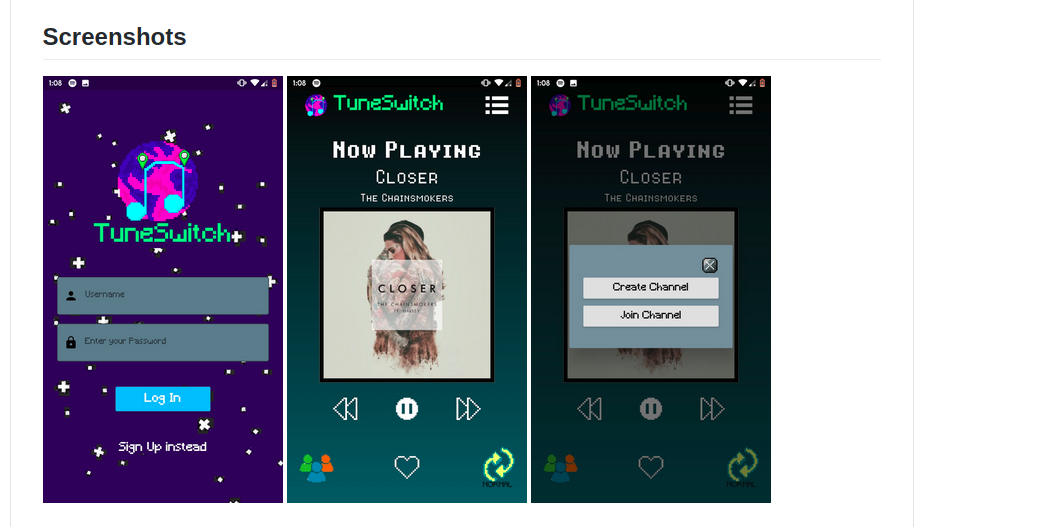 Screenshots
1:08
TuneSwitch
Username
Enter your Password
Log In
Sign Up instead
1:08
TuneSwitch
Now Playing
Closer
The Chainsmokers
CLOSER
THE CHAINSMOKERS
NORMAL
1:08
TuneSwitch
Now Playing
Closer
The Chainsmokers
Create Channel
Join Channel
NORMAL